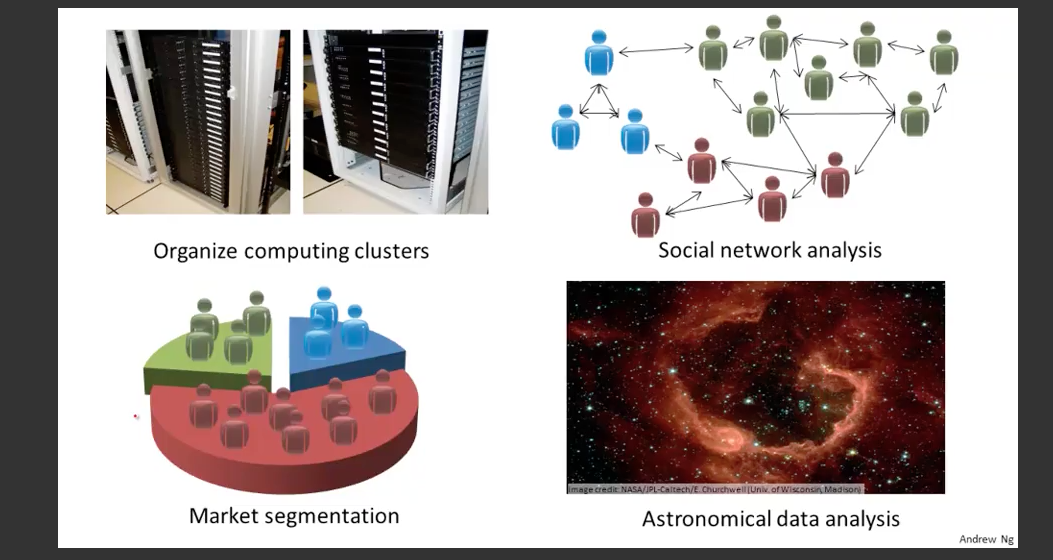 Organize computing clusters
Social network analysis
Market segmentation
Image credit: NASA/JPL-Caltech/E. Churchwell (Univ. of Wisconsin, Madison)
Astronomical data analysis
Andrew Ng